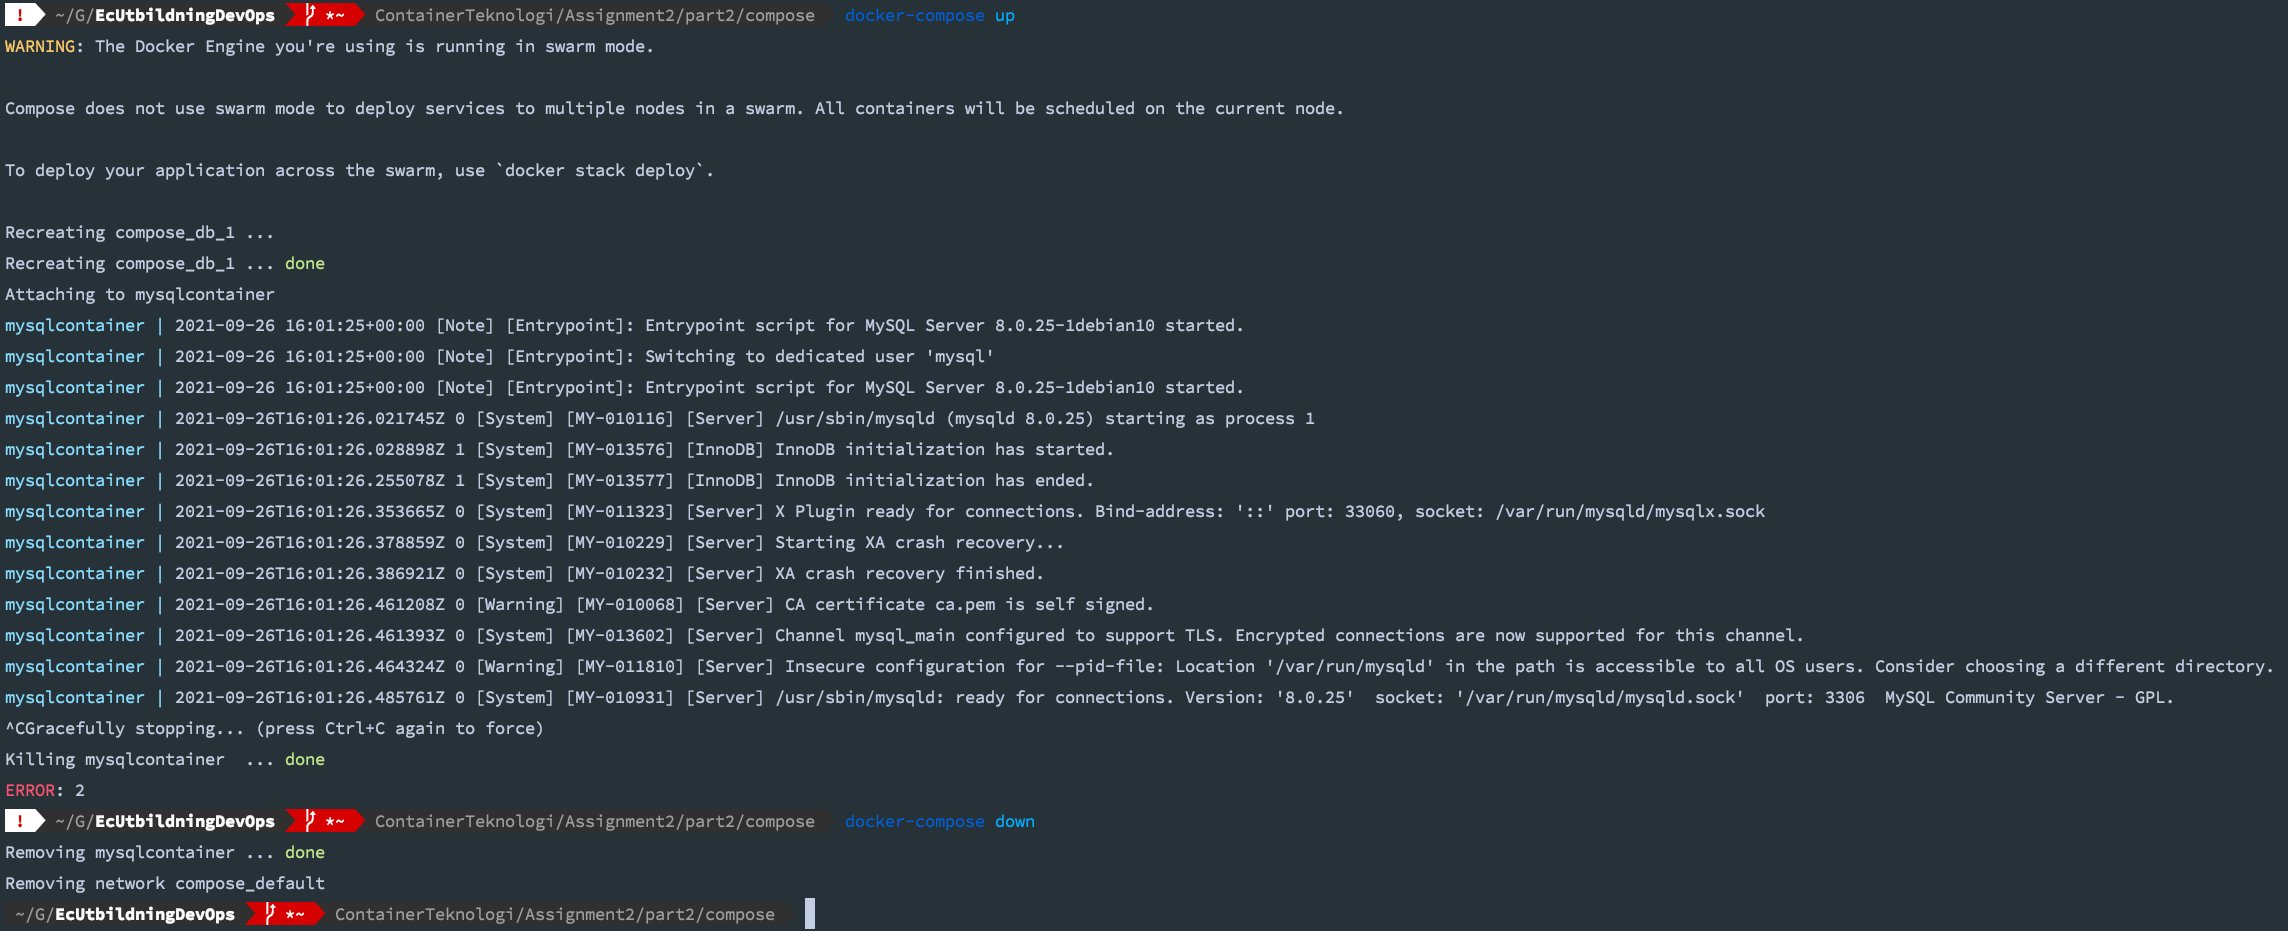 ! ~/G/EcUtbildningDevOps *~ ContainerTeknologi/Assignment2/part2/compose docker-compose up
WARNING: The Docker Engine you're using is running in swarm mode.
Compose does not use swarm mode to deploy services to multiple nodes in a swarm. All containers will be scheduled on the current node.
To deploy your application across the swarm, use `docker stack deploy`.
Recreating compose_db_1 ...
Recreating compose_db_1 ... done
Attaching to mysqlcontainer
mysqlcontainer | 2021-09-26 16:01:25+00:00 [Note] [Entrypoint]: Entrypoint script for MySQL Server 8.0.25-1debian10 started.
mysqlcontainer | 2021-09-26 16:01:25+00:00 [Note] [Entrypoint]: Switching to dedicated user 'mysql'
mysqlcontainer | 2021-09-26 16:01:25+00:00 [Note] [Entrypoint]: Entrypoint script for MySQL Server 8.0.25-1debian10 started.
mysqlcontainer | 2021-09-26T16:01:26.021745Z 0 [System] [MY-010116] [Server] /usr/sbin/mysqld (mysqld 8.0.25) starting as process 1
mysqlcontainer | 2021-09-26T16:01:26.028898Z 1 [System] [MY-013576] [InnoDB] InnoDB initialization has started.
mysqlcontainer | 2021-09-26T16:01:26.255078Z 1 [System] [MY-013577] [InnoDB] InnoDB initialization has ended.
mysqlcontainer | 2021-09-26T16:01:26.353665Z 0 [System] [MY-011323] [Server] X Plugin ready for connections. Bind-address: '::' port: 33060, socket: /var/run/mysqld/mysqlx.sock
mysqlcontainer | 2021-09-26T16:01:26.378859Z 0 [System] [MY-010229] [Server] Starting XA crash recovery...
mysqlcontainer | 2021-09-26T16:01:26.386921Z 0 [System] [MY-010232] [Server] XA crash recovery finished.
mysqlcontainer | 2021-09-26T16:01:26.461208Z 0 [Warning] [MY-010068] [Server] CA certificate ca.pem is self signed.
mysqlcontainer | 2021-09-26T16:01:26.461393Z 0 [System] [MY-013602] [Server] Channel mysql_main configured to support TLS. Encrypted connections are now supported for this channel.
mysqlcontainer | 2021-09-26T16:01:26.464324Z 0 [Warning] [MY-011810] [Server] Insecure configuration for --pid-file: Location '/var/run/mysqld' in the path is accessible to all OS users. Consider choosing a different directory.
mysqlcontainer | 2021-09-26T16:01:26.485761Z 0 [System] [MY-010931] [Server] /usr/sbin/mysqld: ready for connections. Version: '8.0.25'  socket: '/var/run/mysqld/mysqld.sock'  port: 3306  MySQL Community Server - GPL.
^CGracefully stopping... (press Ctrl+C again to force)
Killing mysqlcontainer  ... done
ERROR: 2
! ~/G/EcUtbildningDevOps *~ ContainerTeknologi/Assignment2/part2/compose docker-compose down
Removing mysqlcontainer ... done
Removing network compose_default
~/G/EcUtbildningDevOps *~ ContainerTeknologi/Assignment2/part2/compose